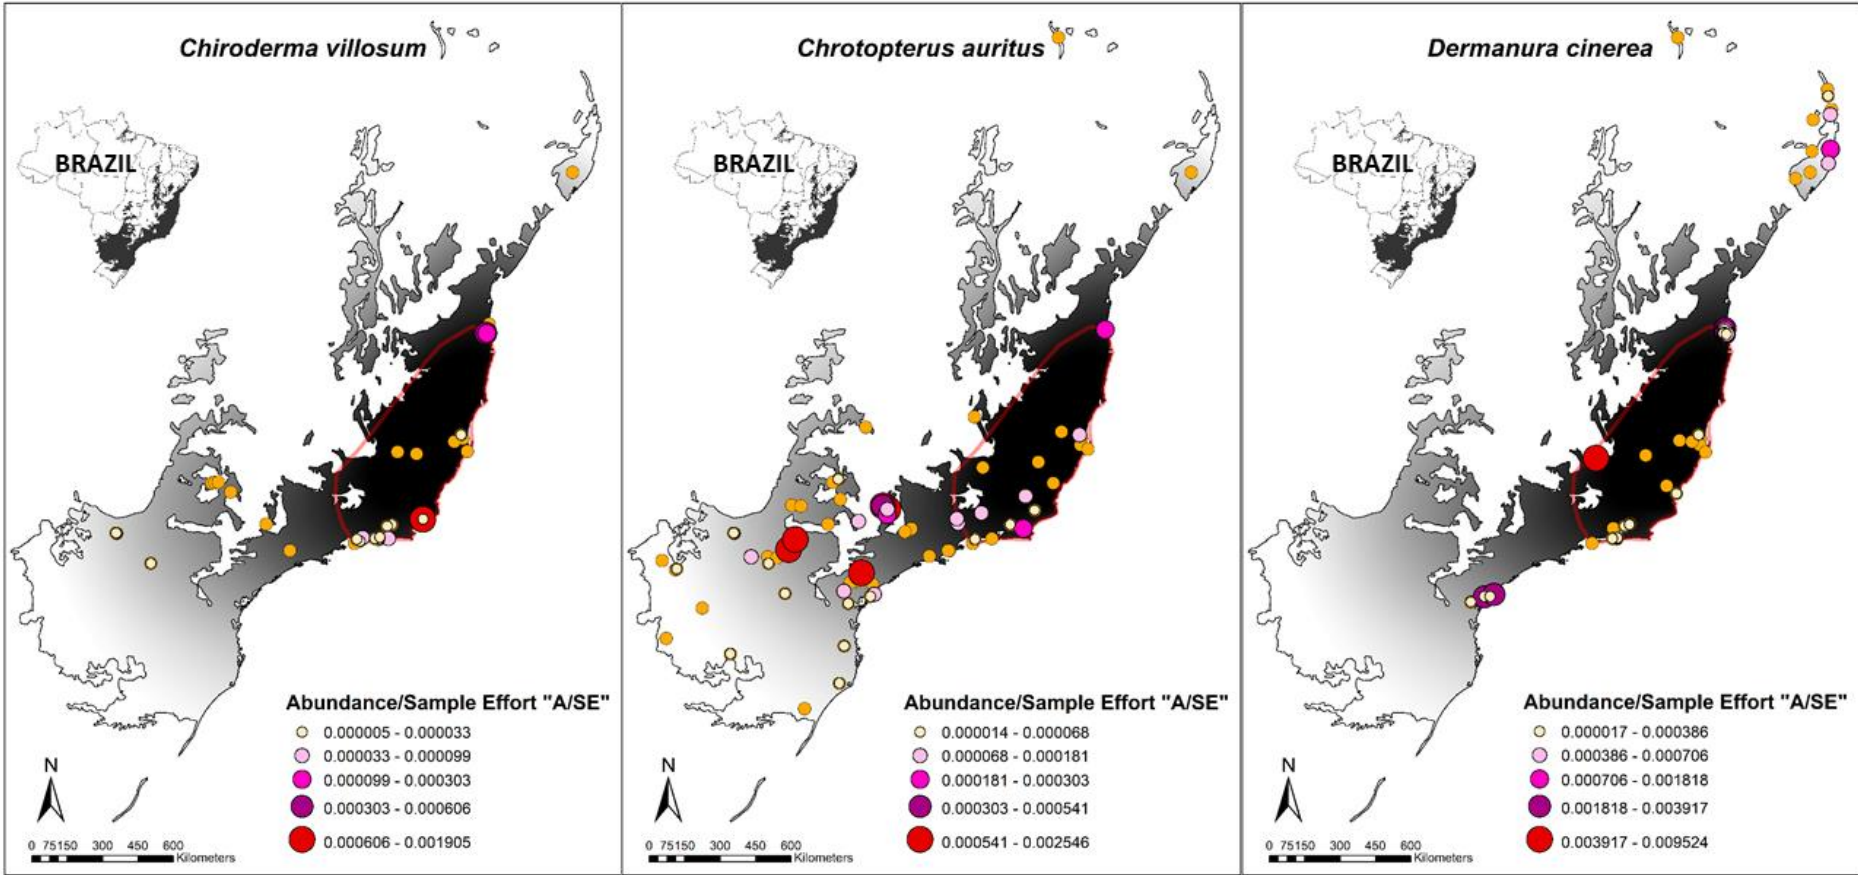 Chiroderma villosum
BRAZIL
Abundance/Sample Effort "A/SE"
0.000005 - 0.000033
0.000033 - 0.000099
0.000099 - 0.000303
0.000303 - 0.000606
0.000606 - 0.001905
N
0 75150 300 450 600
Kilometers
Chrotopterus auritus
BRAZIL
Abundance/Sample Effort "A/SE"
0.000014 - 0.000068
0.000068 - 0.000181
0.000181 - 0.000303
0.000303 - 0.000541
0.000541 - 0.002546
N
0 75150 300 450 600
Kilometers
Dermanura cinerea
BRAZIL
Abundance/Sample Effort "A/SE"
0.000017 - 0.000386
0.000386 - 0.000706
0.000706 - 0.001818
0.001818 - 0.003917
0.003917 - 0.009524
N
0 75150 300 450 600
Kilometers